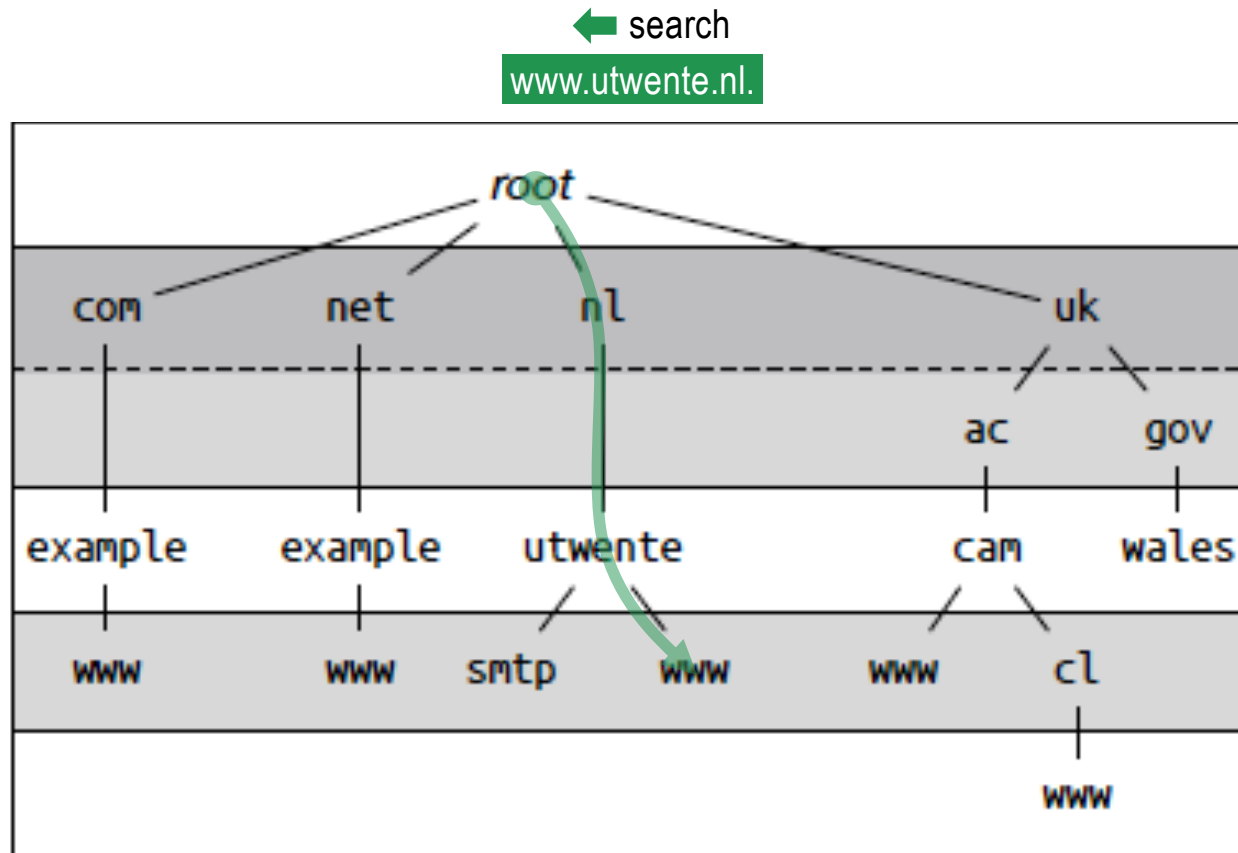 search
www.utwente.nl.
root
com net nl uk
ac gov
example example utwente cam wales
www www smtp www www cl
www